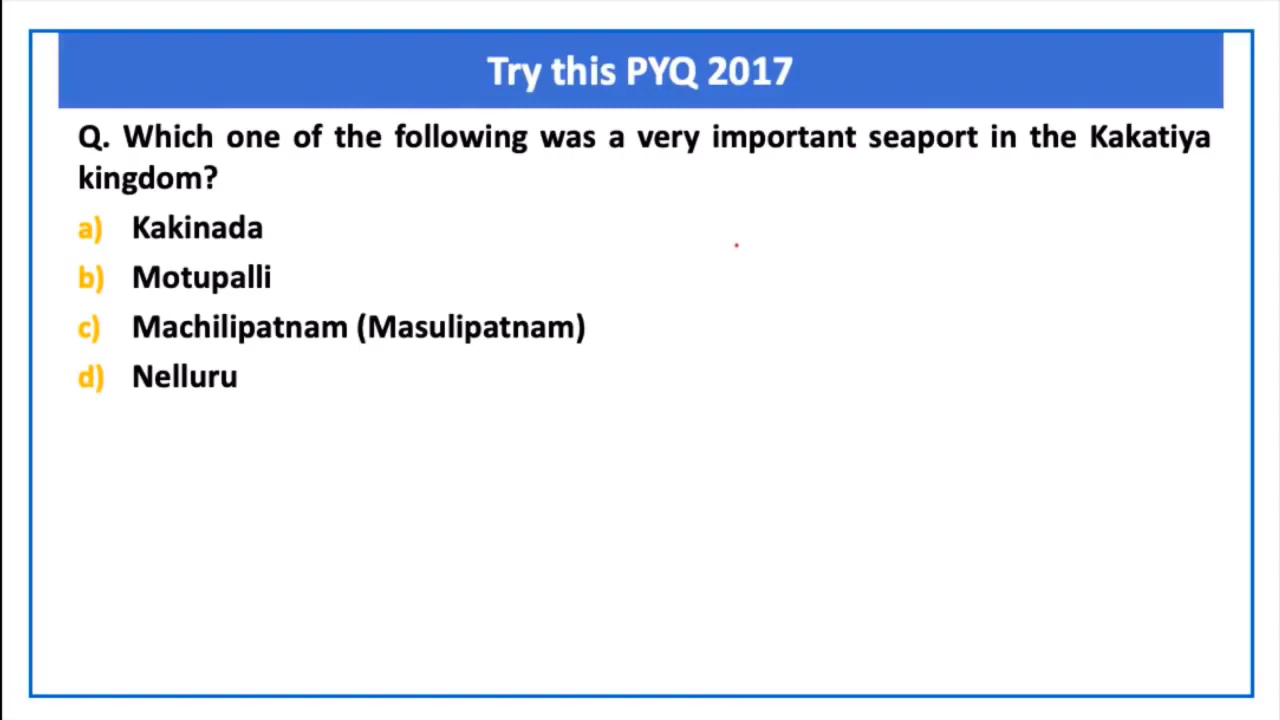 Try this PYQ 2017
Q. Which one of the following was a very important seaport in the Kakatiya
kingdom?
a) Kakinada
b) Motupalli
c) Machilipatnam (Masulipatnam)
d) Nelluru